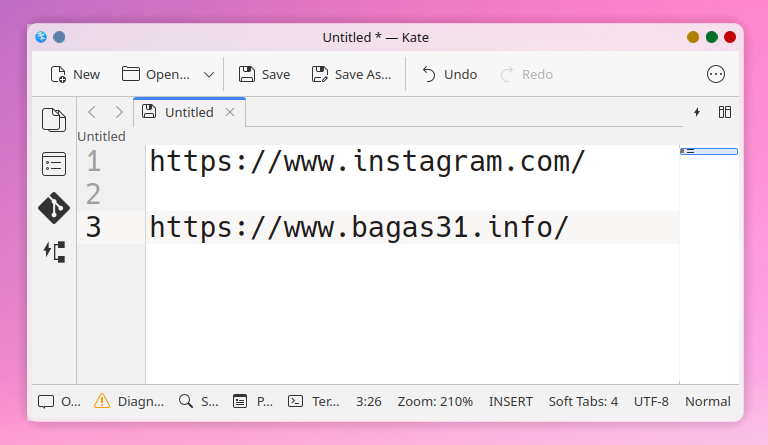 Untitled * — Kate
New Open... Save Save As... Undo Redo
Untitled
Untitled
1 https://www.instagram.com/
2
3 https://www.bagas31.info/
O... Diagn... S... P... Ter... 3:26 Zoom: 210% INSERT Soft Tabs: 4 UTF-8 Normal